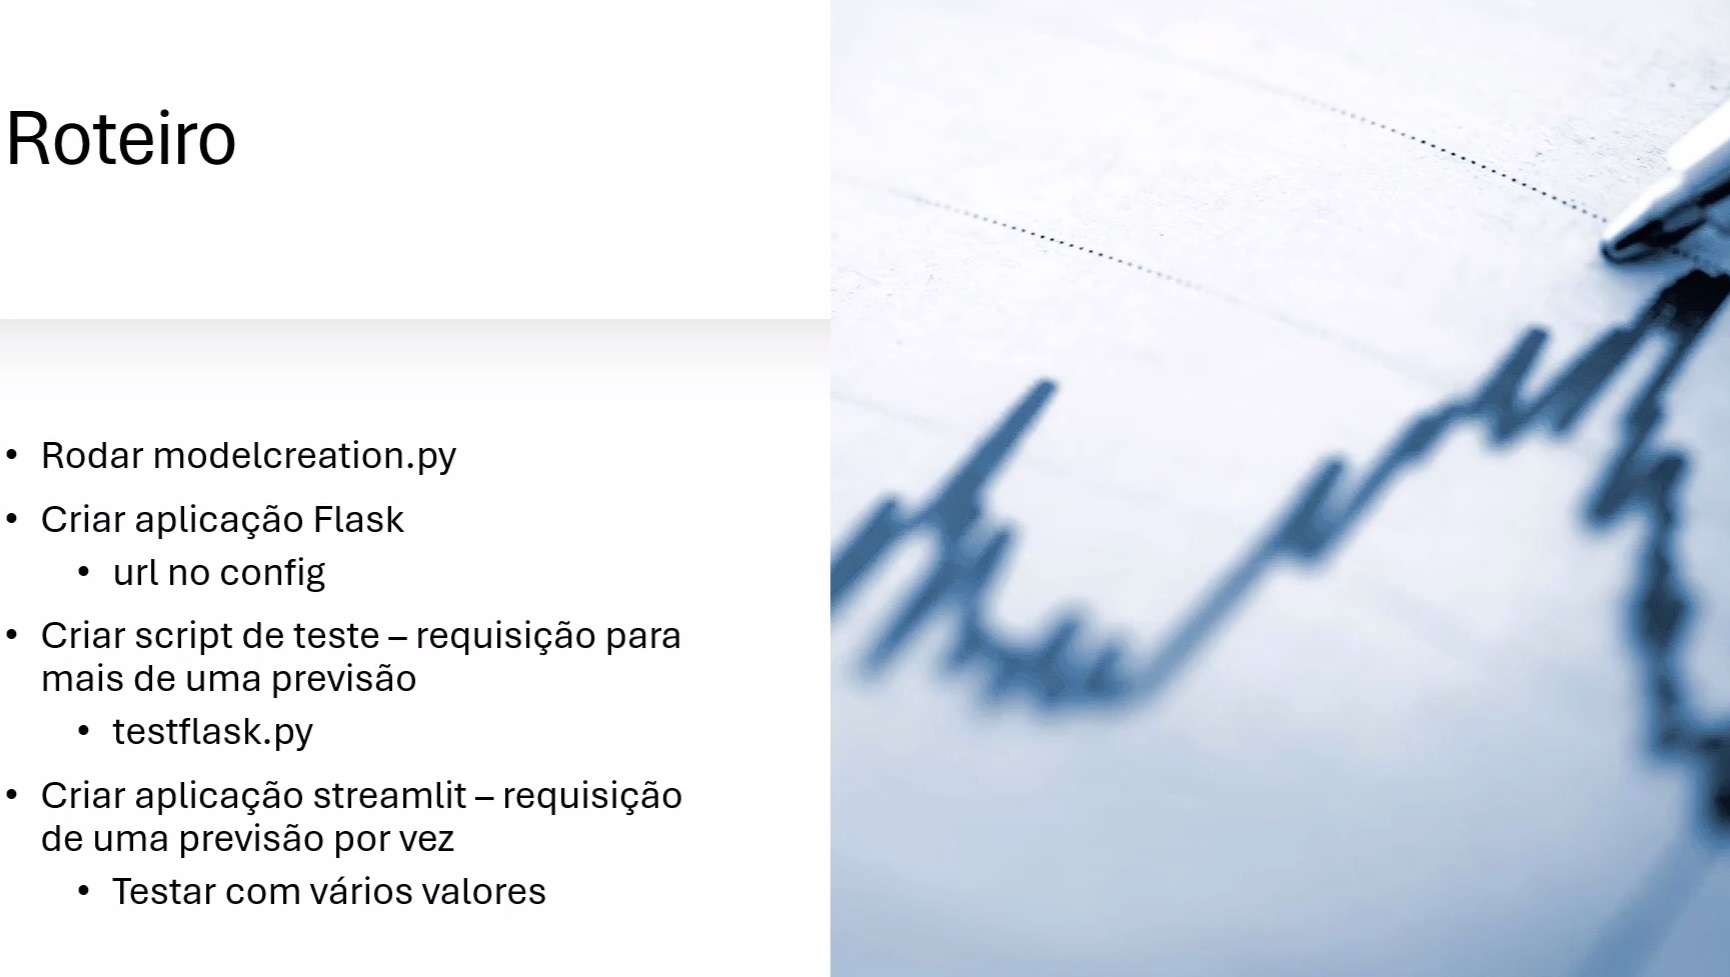 Roteiro
• Rodar modelcreation.py
• Criar aplicação Flask
• url no config
• Criar script de teste – requisição para
mais de uma previsão
• testflask.py
• Criar aplicação streamlit – requisição
de uma previsão por vez
• Testar com vários valores